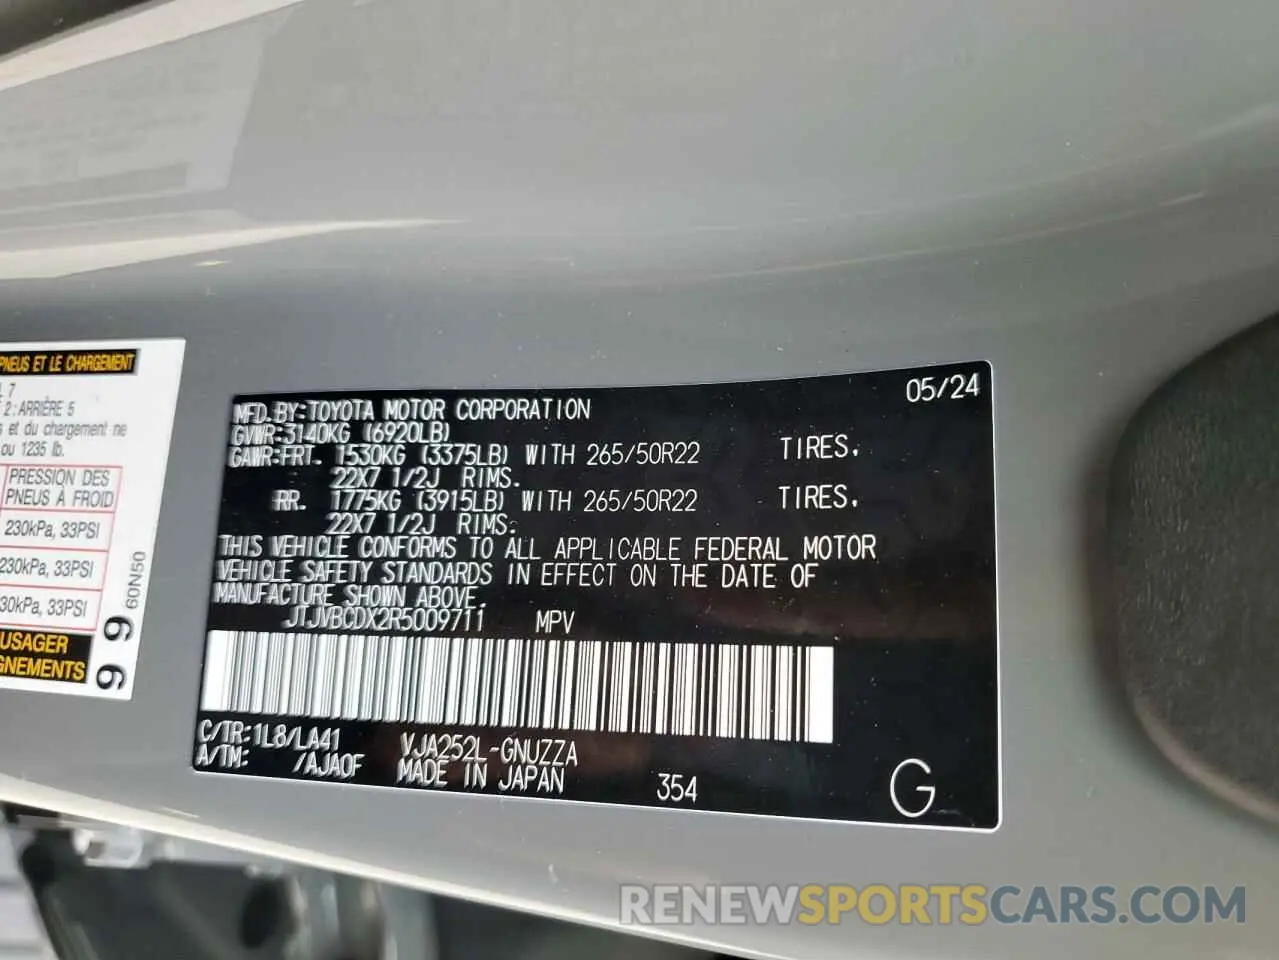 PNEUS ET LE CHARGEMENT
7
2: ARRIÈRE 5
et du chargement ne
ou 1235 lb.
PRESSION DES
PNEUS À FROID
230kPa, 33PSI
230kPa, 33PSI
30kPa, 33PSI
USAGER
GNEMENTS
60N50
99
05/24
MFD. BY: TOYOTA MOTOR CORPORATION
GVWR: 3140KG (6920LB)
GAWR: FRT. 1530KG (3375LB) WITH 265/50R22 TIRES.
22X7 1/2J RIMS.
RR. 1775KG (3915LB) WITH 265/50R22 TIRES.
22X7 1/2J RIMS.
THIS VEHICLE CONFORMS TO ALL APPLICABLE FEDERAL MOTOR
VEHICLE SAFETY STANDARDS IN EFFECT ON THE DATE OF
MANUFACTURE SHOWN ABOVE.
JTJVBCDX2R5009711 MPV
C/TR: 1L8/LA41 VJA252L-GNUZZA
A/TM: /AJA0F MADE IN JAPAN 354
G
RENEWSPORTSCARS.COM